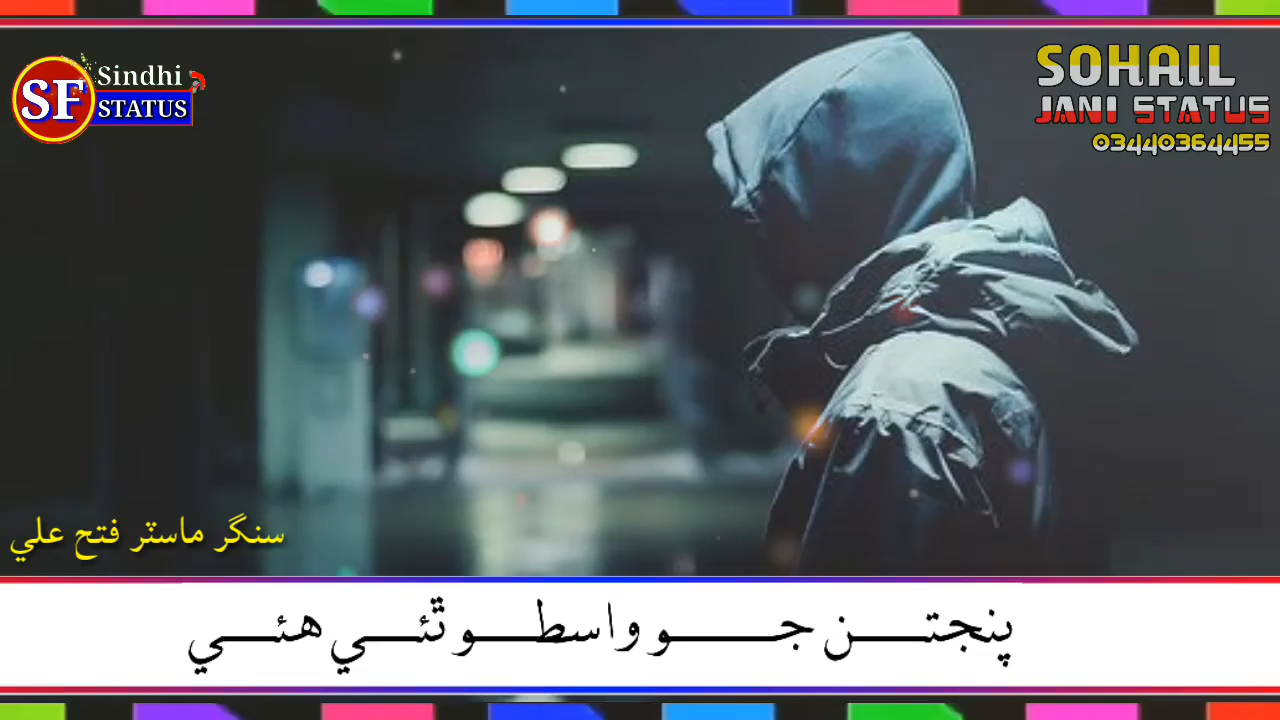 SF
Sindhi
STATUS
SOHAIL
JANI STATUS
03440364455
سنگر ماسٽر فتح علي
پنجتن جو واسطو ٿئي هئي